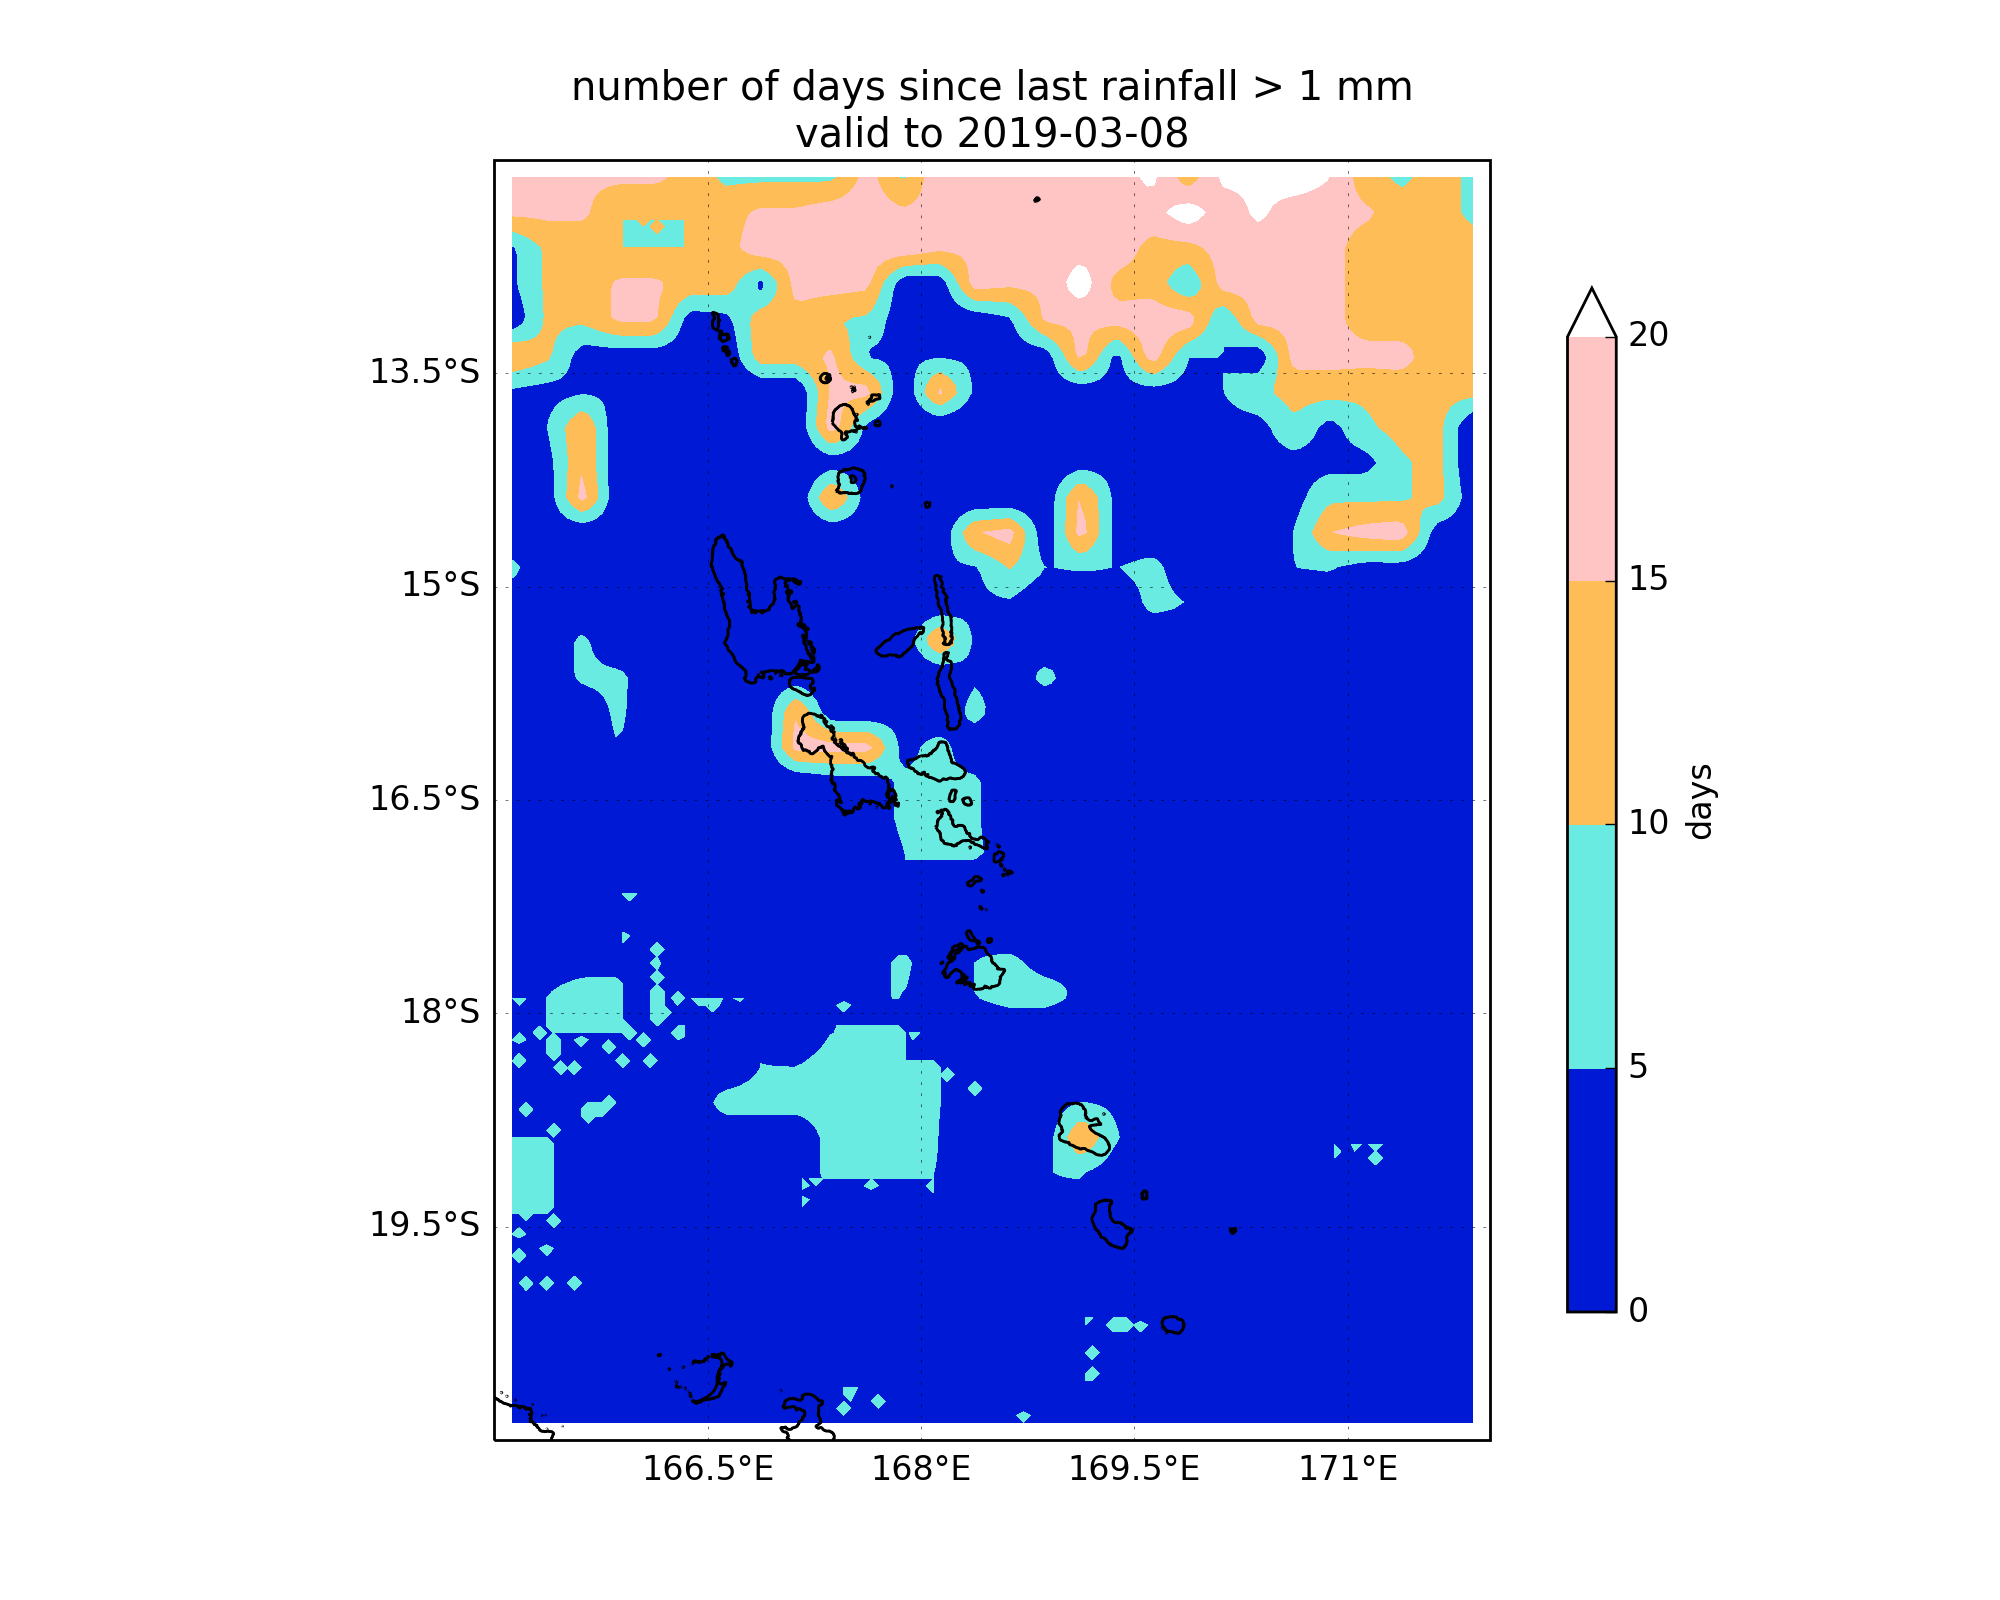 number of days since last rainfall > 1 mm
valid to 2019-03-08
13.5°S
15°S
16.5°S
18°S
19.5°S
166.5°E
168°E
169.5°E
171°E
20
15
10
5
0
days